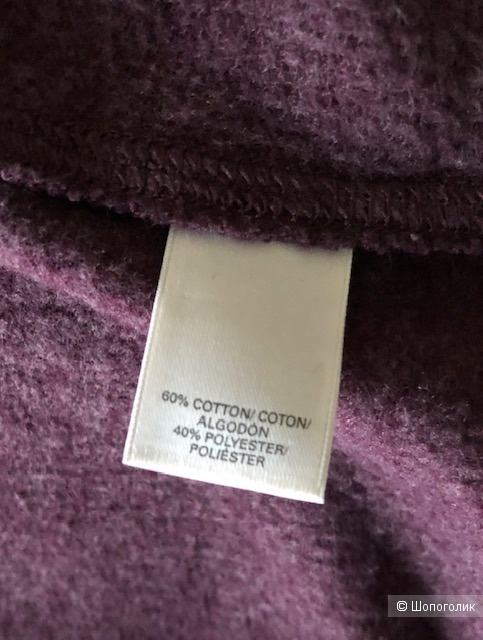 60% COTTON/ COTON/
ALGODÓN
40% POLYESTER/
POLIÉSTER
© Шопоголик